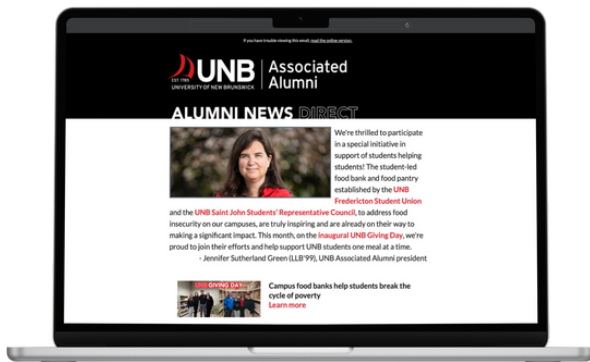 If you have trouble viewing this email, read the online version.
UNB
EST. 1785
UNIVERSITY OF NEW BRUNSWICK
Associated
Alumni
ALUMNI NEWS DIRECT
We're thrilled to participate
in a special initiative in
support of students helping
students! The student-led
food bank and food pantry
established by the UNB
Fredericton Student Union
and the UNB Saint John Students' Representative Council, to address food
insecurity on our campuses, are truly inspiring and are already on their way to
making a significant impact. This month, on the inaugural UNB Giving Day, we're
proud to join their efforts and help support UNB students one meal at a time.
- Jennifer Sutherland Green (LLB'99), UNB Associated Alumni president
UNB GIVING DAY
Campus food banks help students break the
cycle of poverty
Learn more